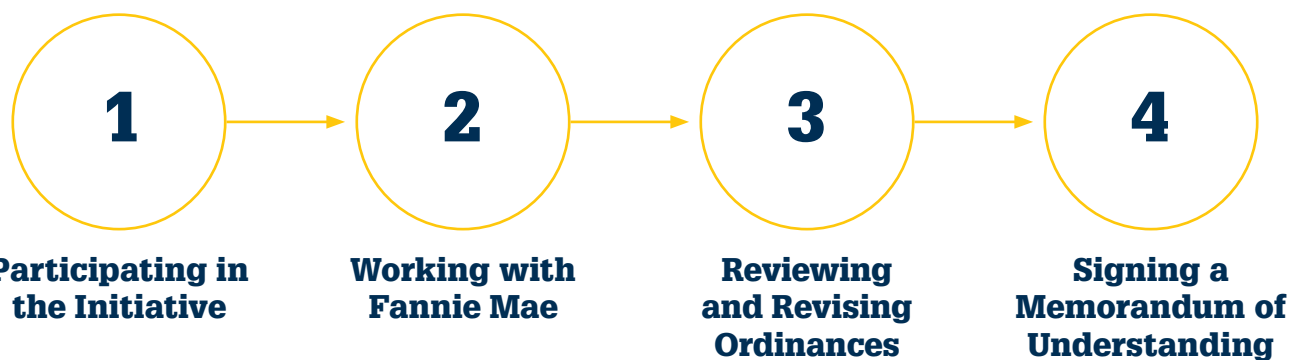 1
2
3
4
Participating in
the Initiative
Working with
Fannie Mae
Reviewing
and Revising
Ordinances
Signing a
Memorandum of
Understanding